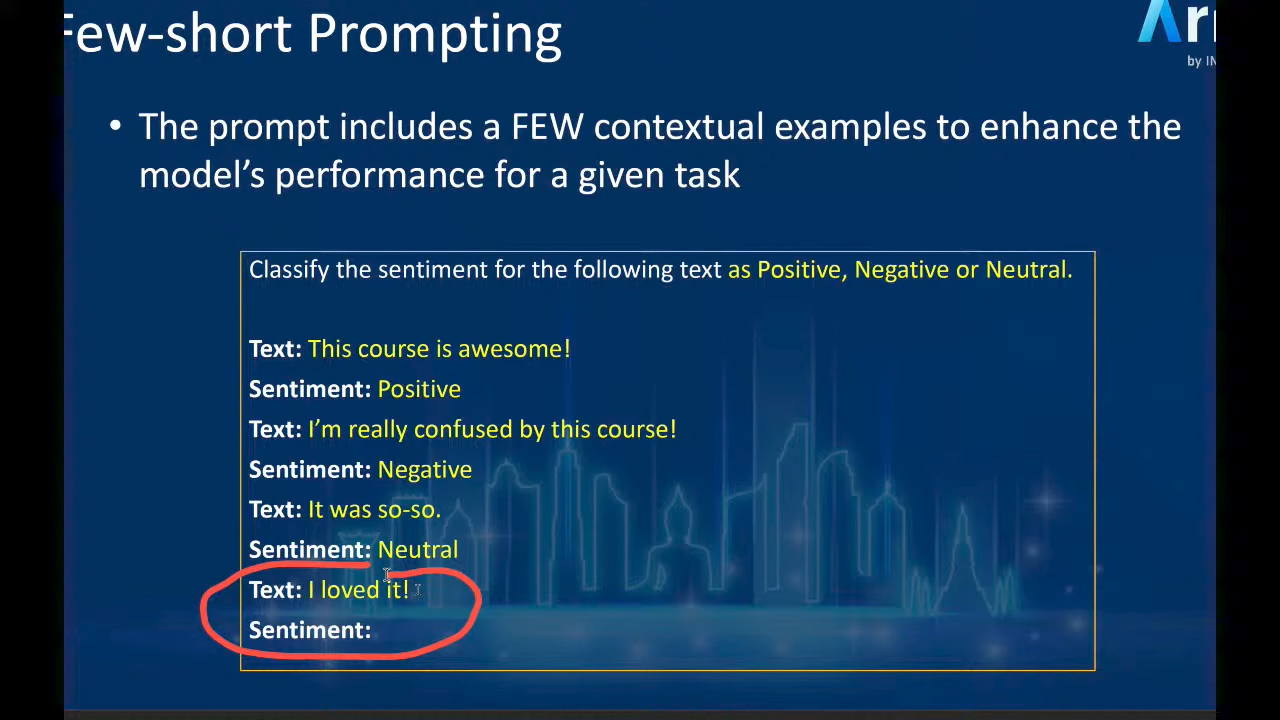 Few-short Prompting
by IN
• The prompt includes a FEW contextual examples to enhance the
model’s performance for a given task
Classify the sentiment for the following text as Positive, Negative or Neutral.
Text: This course is awesome!
Sentiment: Positive
Text: I’m really confused by this course!
Sentiment: Negative
Text: It was so-so.
Sentiment: Neutral
Text: I loved it!
Sentiment: